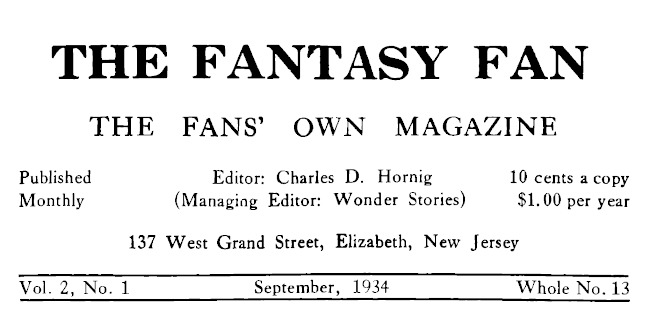 THE FANTASY FAN
THE FANS' OWN MAGAZINE
Published Editor: Charles D. Hornig 10 cents a copy
Monthly (Managing Editor: Wonder Stories) $1.00 per year
137 West Grand Street, Elizabeth, New Jersey
Vol. 2, No. 1 September, 1934 Whole No. 13